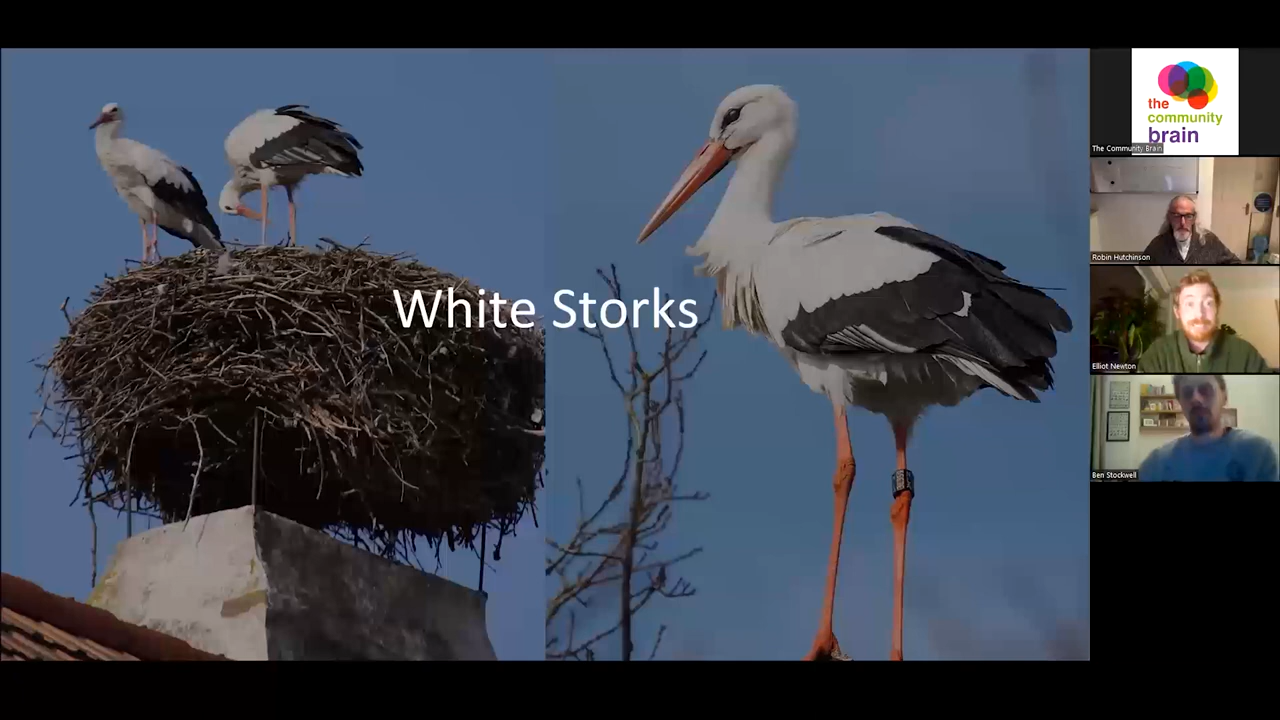 White Storks
the
community
brain
The Community Brain
Robin Hutchinson
Elliot Newton
Ben Stockwell